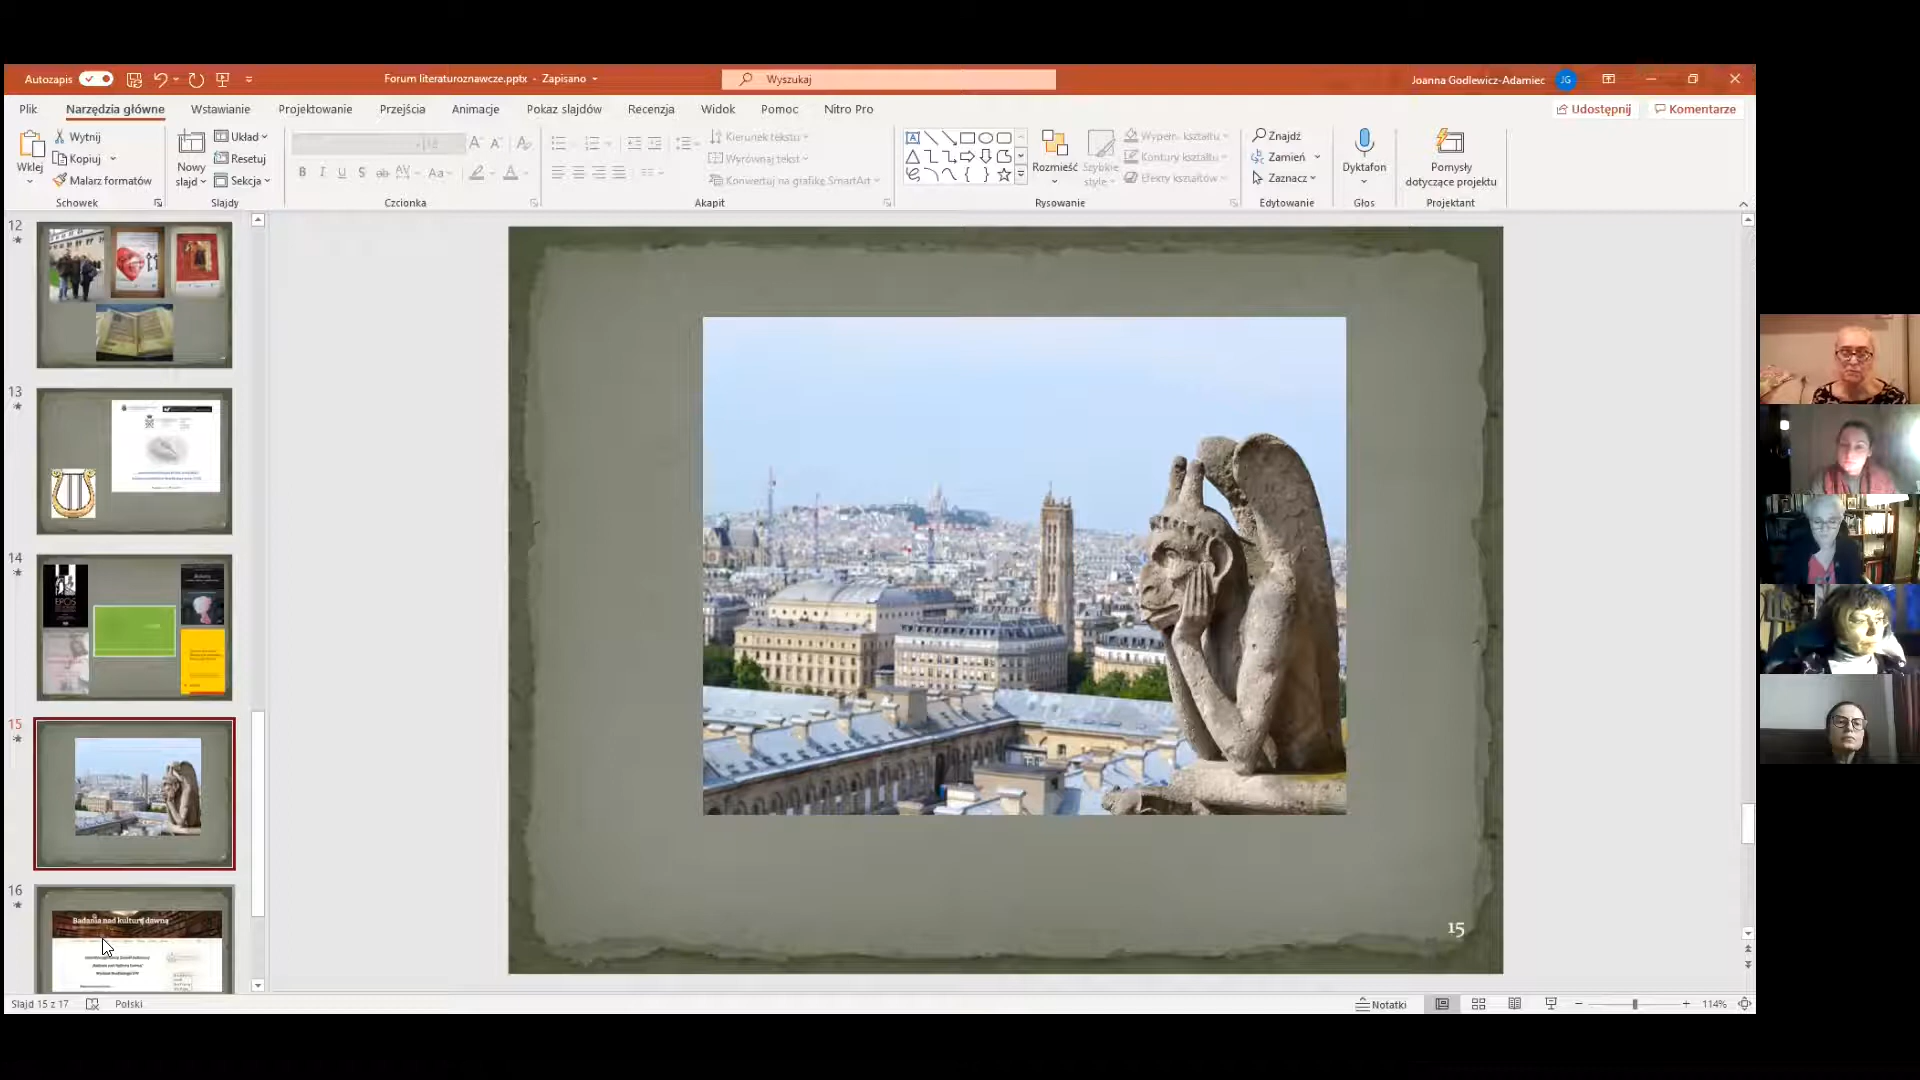 Autozapis
Forum literaturoznawcze.pptx - Zapisano
Wyszukaj
Joanna Godlewicz-Adamiec
JG
Plik
Narzędzia główne
Wstawianie
Projektowanie
Przejścia
Animacje
Pokaz slajdów
Recenzja
Widok
Pomoc
Nitro Pro
Udostępnij
Komentarze
Wklej
Wytnij
Kopiuj
Malarz formatów
Schowek
Nowy
slajd
Układ
Resetuj
Sekcja
Slajdy
Czcionka
Kierunek tekstu
Wyrównaj tekst
Konwertuj na grafikę SmartArt
Akapit
Rozmieść
Szybkie
style
Wypełn. kształtu
Kontury kształtu
Efekty kształtów
Rysowanie
Znajdź
Zamień
Zaznacz
Edytowanie
Dyktafon
Głos
Pomysły
dotyczące projektu
Projektant
12
13
14
EPOS
15
16
Badania nad kulturą dawną
15
Slajd 15 z 17
Polski
Notatki
114%